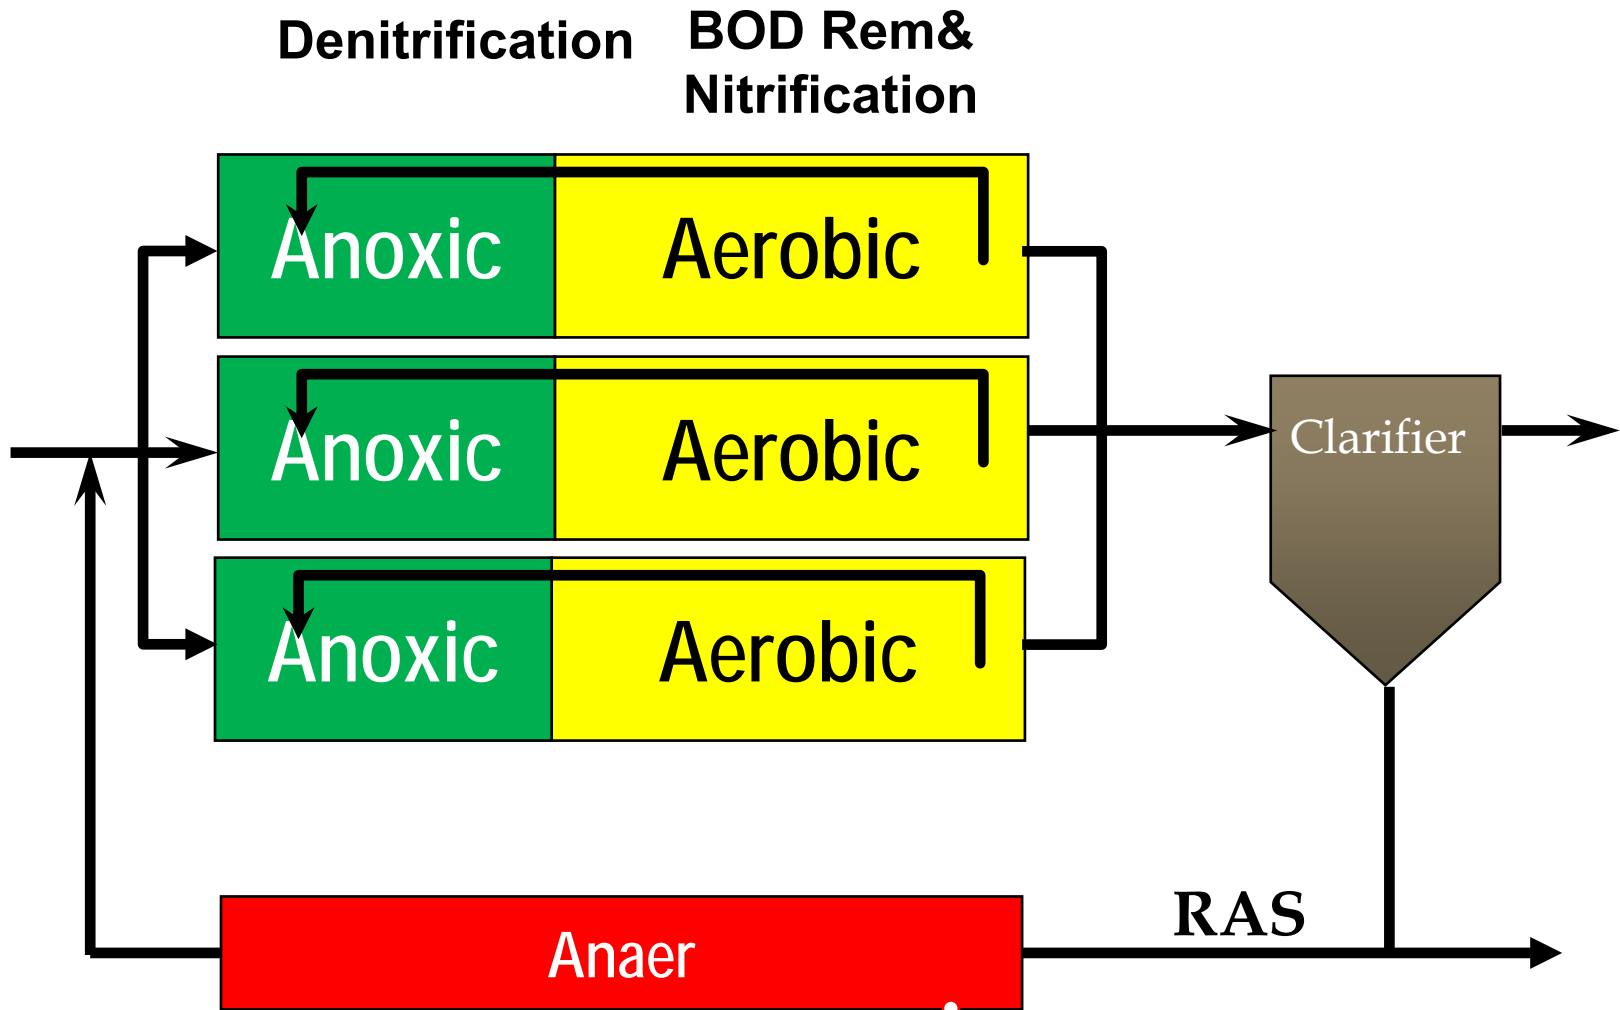 Denitrification
BOD Rem&
Nitrification
Anoxic
Aerobic
Anoxic
Aerobic
Clarifier
Anoxic
Aerobic
RAS
Anaer